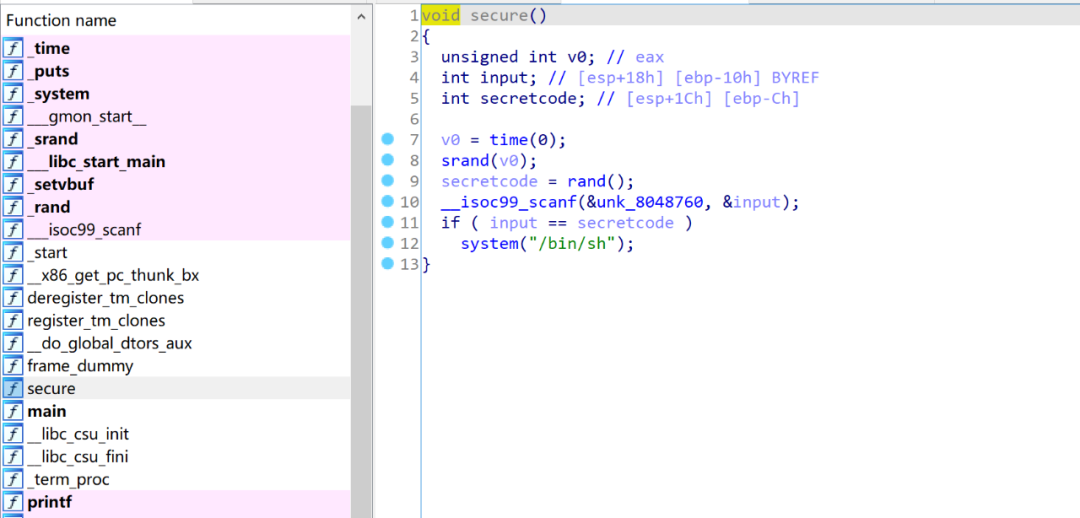 Function name
f _time
f _puts
f _system
f ___gmon_start__
f _srand
f ___libc_start_main
f _setvbuf
f _rand
f ___isoc99_scanf
f _start
f __x86_get_pc_thunk_bx
f deregister_tm_clones
f register_tm_clones
f __do_global_dtors_aux
f frame_dummy
f secure
f main
f __libc_csu_init
f __libc_csu_fini
f _term_proc
f printf
1 void secure()
2 {
3 unsigned int v0; // eax
4 int input; // [esp+18h] [ebp-10h] BYREF
5 int secretcode; // [esp+1Ch] [ebp-Ch]
6
7 v0 = time(0);
8 srand(v0);
9 secretcode = rand();
10 __isoc99_scanf(&unk_8048760, &input);
11 if ( input == secretcode )
12 system("/bin/sh");
13 }